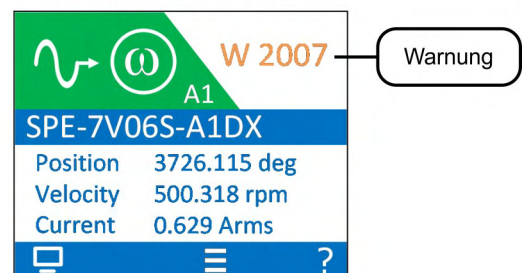 W 2007
Warnung
ω
A1
SPE-7V06S-A1DX
Position 3726.115 deg
Velocity 500.318 rpm
Current 0.629 Arms
?